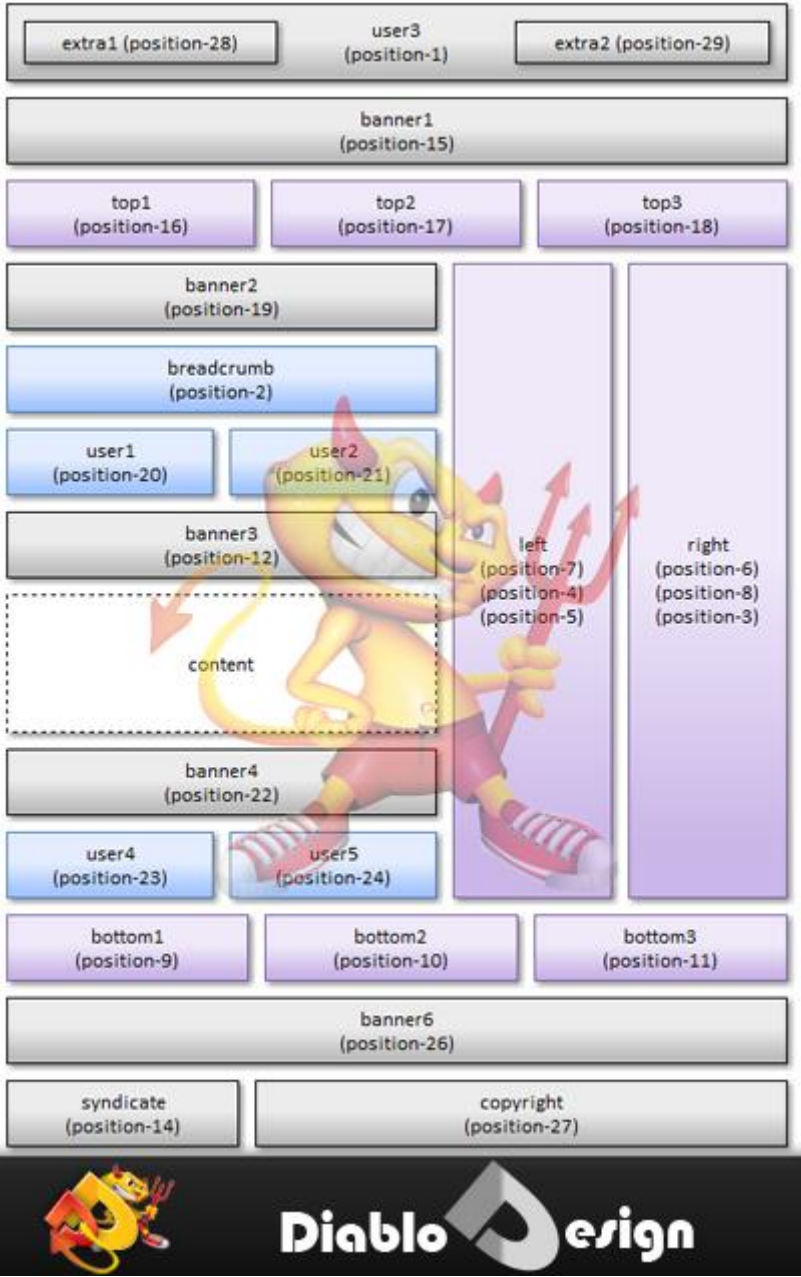 extra1 (position-28)
user3
(position-1)
extra2 (position-29)
banner1
(position-15)
top1
(position-16)
top2
(position-17)
top3
(position-18)
banner2
(position-19)
breadcrumb
(position-2)
user1
(position-20)
user2
(position-21)
banner3
(position-12)
content
banner4
(position-22)
user4
(position-23)
user5
(position-24)
left
(position-7)
(position-4)
(position-5)
right
(position-6)
(position-8)
(position-3)
bottom1
(position-9)
bottom2
(position-10)
bottom3
(position-11)
banner6
(position-26)
syndicate
(position-14)
copyright
(position-27)
Diablo Design